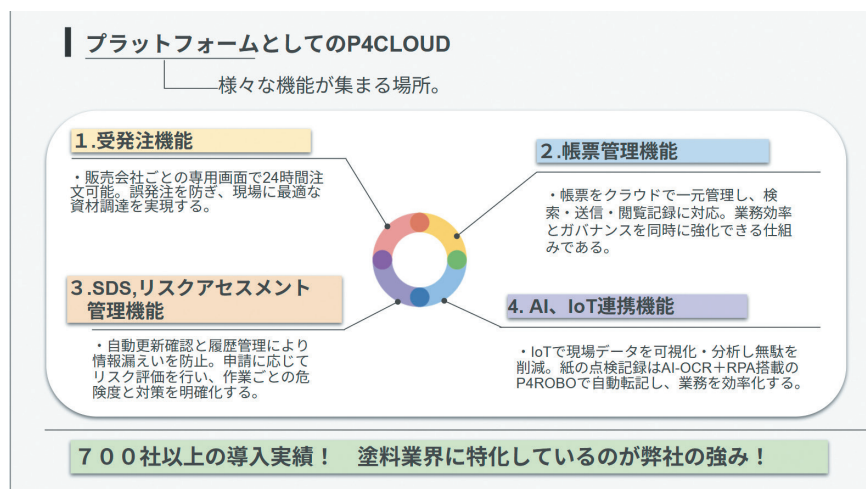 プラットフォームとしてのP4CLOUD
様々な機能が集まる場所。
１.受発注機能
・販売会社ごとの専用画面で24時間注
文可能。誤発注を防ぎ、現場に最適な
資材調達を実現する。
２.帳票管理機能
・帳票をクラウドで一元管理し、検
索・送信・閲覧記録に対応。業務効率
とガバナンスを同時に強化できる仕組
みである。
３.SDS,リスクアセスメント
管理機能
・自動更新確認と履歴管理により
情報漏えいを防止。申請に応じて
リスク評価を行い、作業ごとの危
険度と対策を明確化する。
4. AI、IoT連携機能
・IoTで現場データを可視化・分析し無駄を
削減。紙の点検記録はAI-OCR＋RPA搭載の
P4ROBOで自動転記し、業務を効率化する。
７００社以上の導入実績！　塗料業界に特化しているのが弊社の強み！